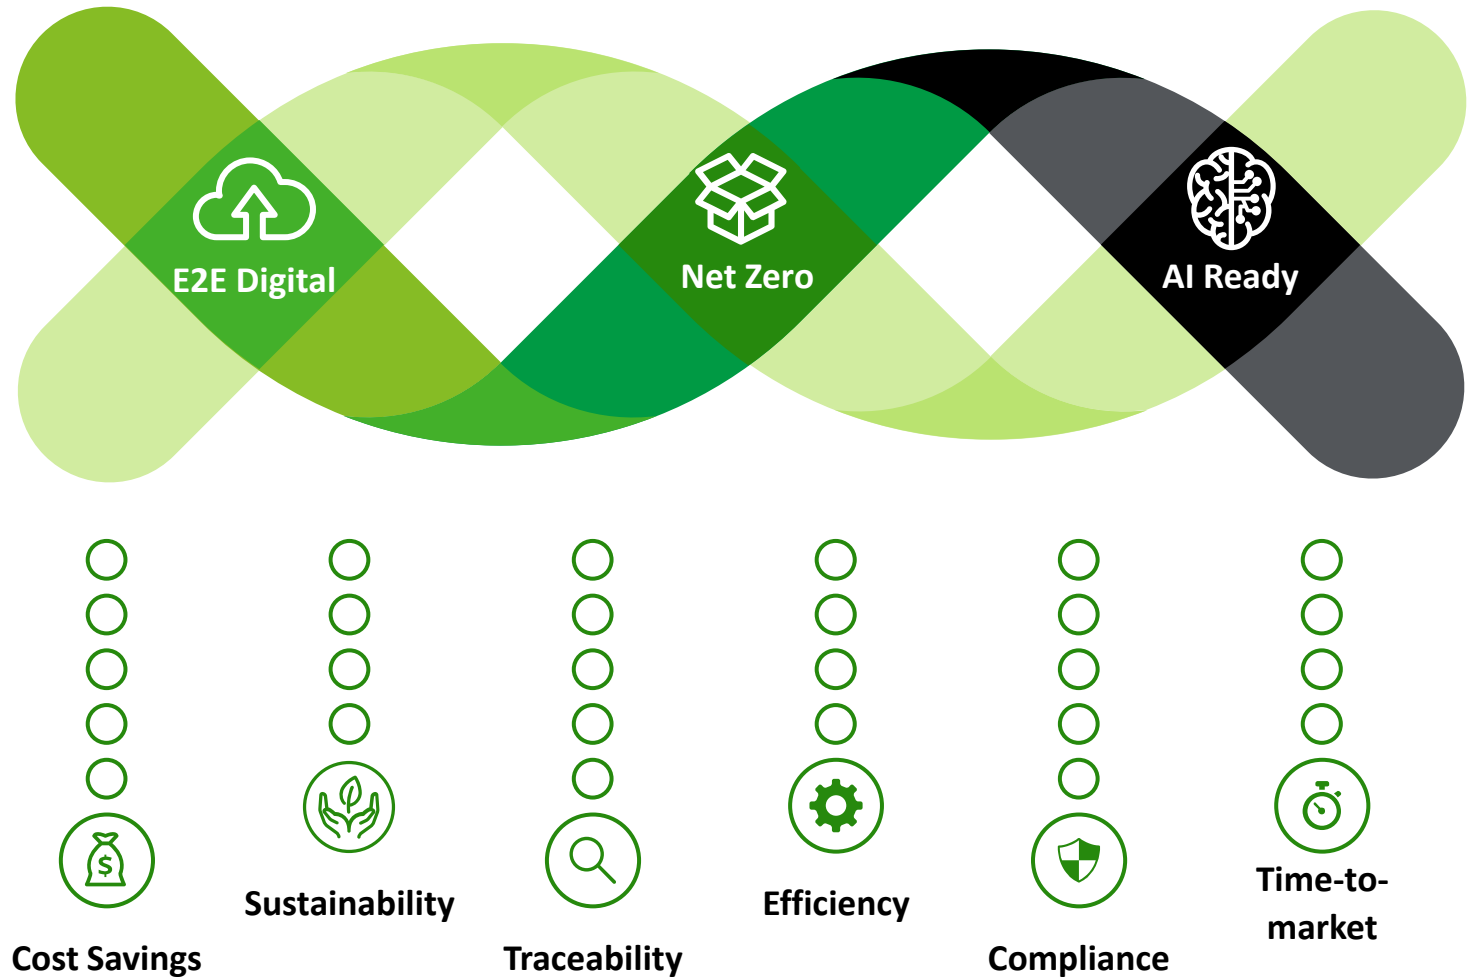 E2E Digital
Net Zero
AI Ready
$
Cost Savings
Sustainability
Traceability
Efficiency
Compliance
Time-to-
market